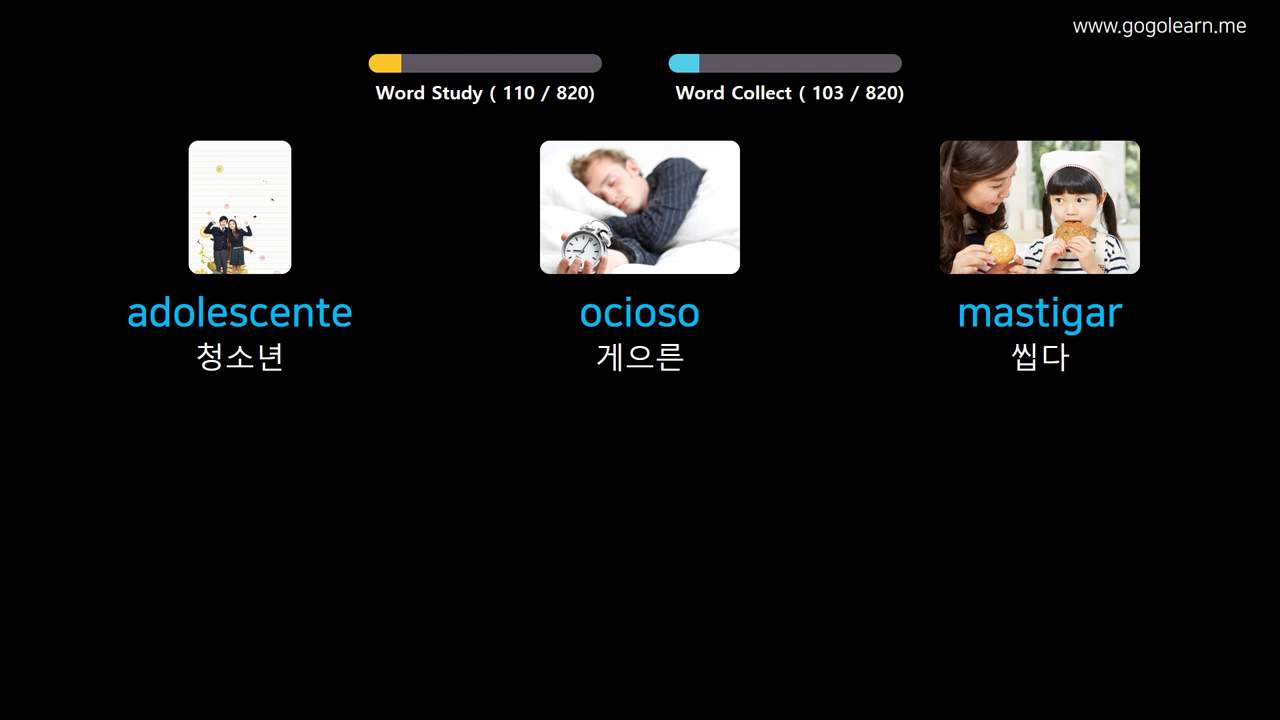 www.gogolearn.me
Word Study ( 110 / 820)
Word Collect ( 103 / 820)
adolescente
청소년
ocioso
게으른
mastigar
씹다